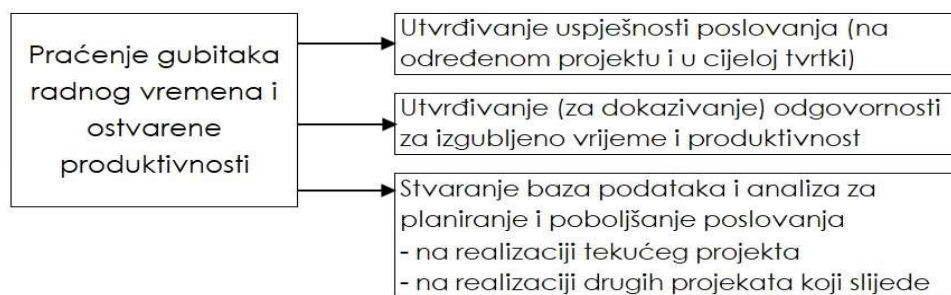 Praćenje gubitaka
radnog vremena i
ostvarene
produktivnosti
Utvrđivanje uspješnosti poslovanja (na
određenom projektu i u cijeloj tvrtki)
Utvrđivanje (za dokazivanje) odgovornosti
za izgubljeno vrijeme i produktivnost
Stvaranje baza podataka i analiza za
planiranje i poboljšanje poslovanja
- na realizaciji tekućeg projekta
- na realizaciji drugih projekata koji slijede